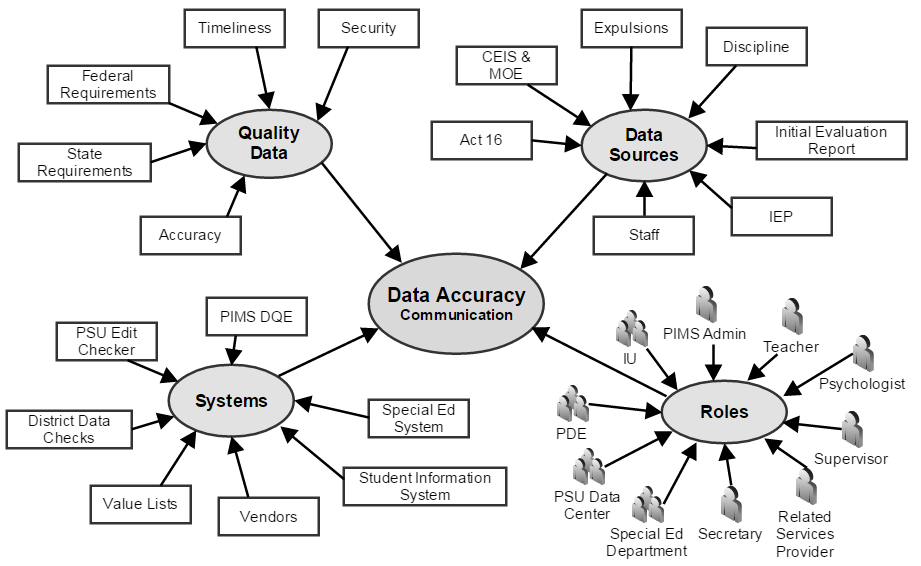 Timeliness
Security
Federal
Requirements
State
Requirements
Accuracy
Quality
Data
Expulsions
Discipline
CEIS &
MOE
Act 16
Initial Evaluation
Report
IEP
Staff
Data
Sources
Data Accuracy
Communication
PIMS DQE
PSU Edit
Checker
District Data
Checks
Value Lists
Vendors
Special Ed
System
Student Information
System
Systems
IU
PIMS Admin
Teacher
Psychologist
PDE
Roles
Supervisor
PSU Data
Center
Special Ed
Department
Secretary
Related
Services
Provider